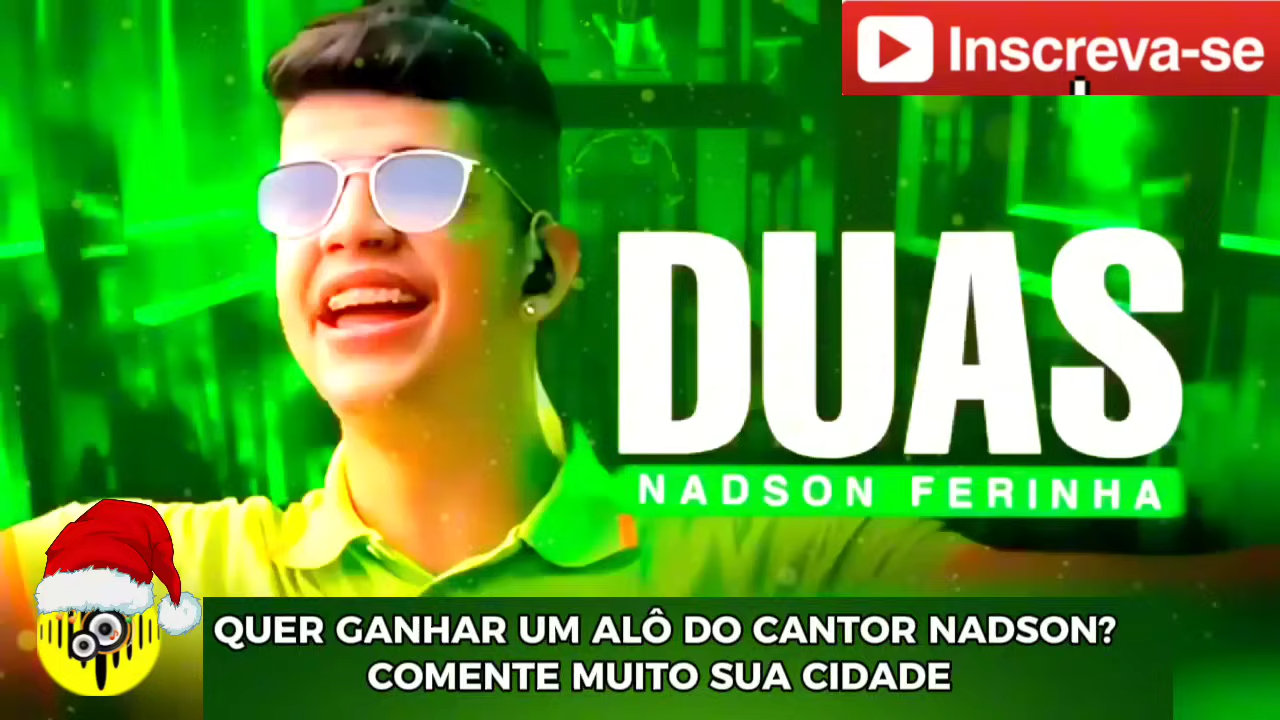 Inscreva-se
DUAS
NADSON FERINHA
QUER GANHAR UM ALÔ DO CANTOR NADSON?
COMENTE MUITO SUA CIDADE